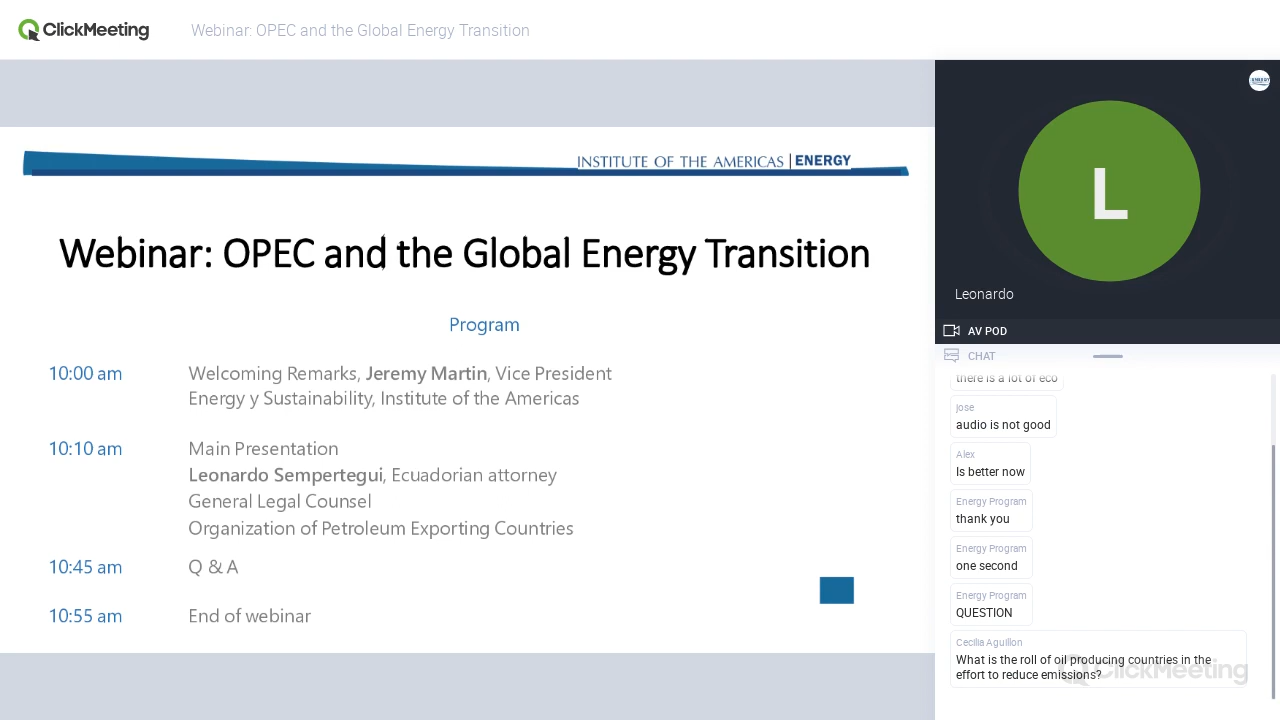 ClickMeeting
Webinar: OPEC and the Global Energy Transition
INSTITUTE OF THE AMERICAS | ENERGY
Webinar: OPEC and the Global Energy Transition
Program
10:00 am Welcoming Remarks, Jeremy Martin, Vice President
Energy y Sustainability, Institute of the Americas
10:10 am Main Presentation
Leonardo Sempertegui, Ecuadorian attorney
General Legal Counsel
Organization of Petroleum Exporting Countries
10:45 am Q & A
10:55 am End of webinar
ENERGY
L
Leonardo
AV POD
CHAT
there is a lot of eco
jose
audio is not good
Alex
Is better now
Energy Program
thank you
Energy Program
one second
Energy Program
QUESTION
Cecilia Aguillon
What is the roll of oil producing countries in the
effort to reduce emissions?
ClickMeeting